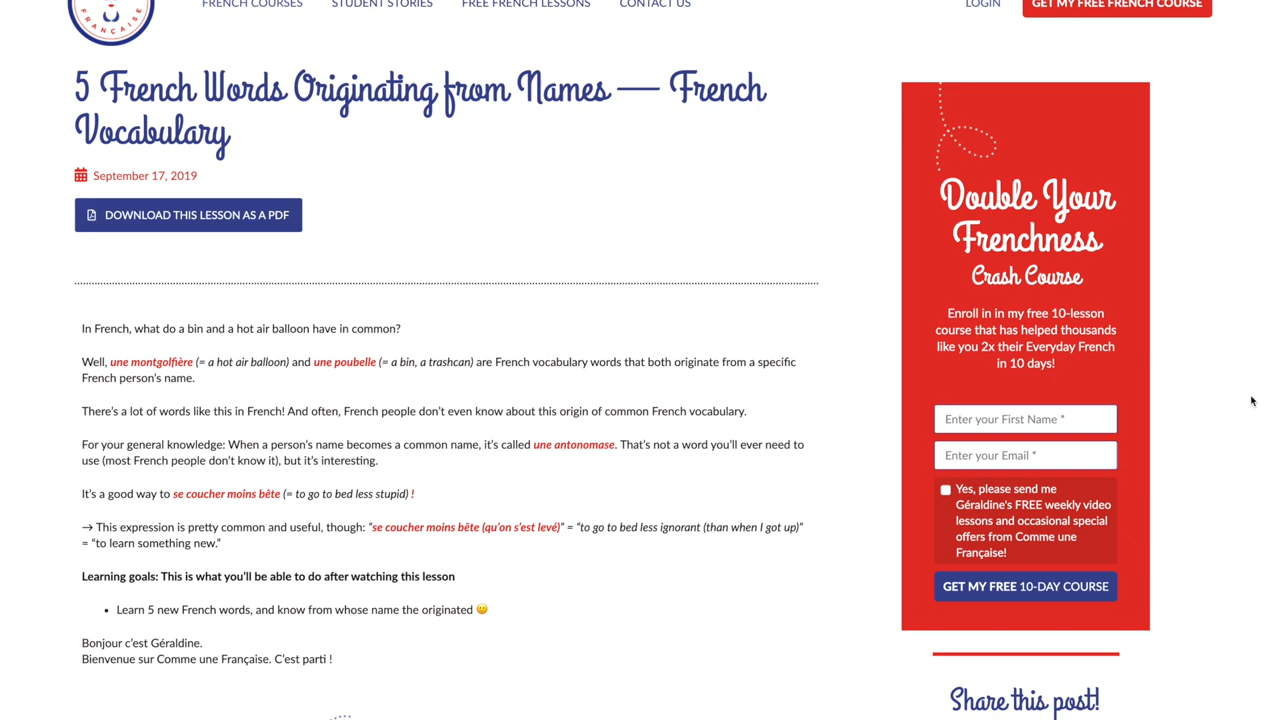 FRANÇAISE
FRENCH COURSES
STUDENT STORIES
FREE FRENCH LESSONS
CONTACT US
LOGIN
GET MY FREE FRENCH COURSE
5 French Words Originating from Names — French
Vocabulary
September 17, 2019
DOWNLOAD THIS LESSON AS A PDF
In French, what do a bin and a hot air balloon have in common?
Well, une montgolfière (= a hot air balloon) and une poubelle (= a bin, a trashcan) are French vocabulary words that both originate from a specific
French person's name.
There's a lot of words like this in French! And often, French people don't even know about this origin of common French vocabulary.
For your general knowledge: When a person's name becomes a common name, it's called une antonomase. That's not a word you'll ever need to
use (most French people don't know it), but it's interesting.
It's a good way to se coucher moins bête (= to go to bed less stupid) !
→ This expression is pretty common and useful, though: “se coucher moins bête (qu'on s'est levé)” = “to go to bed less ignorant (than when I got up)”
= “to learn something new.”
Learning goals: This is what you'll be able to do after watching this lesson
• Learn 5 new French words, and know from whose name the originated 😀
Bonjour c'est Géraldine.
Bienvenue sur Comme une Française. C'est parti !
Double Your
Frenchness
Crash Course
Enroll in in my free 10-lesson
course that has helped thousands
like you 2x their Everyday French
in 10 days!
Enter your First Name *
Enter your Email *
Yes, please send me
Géraldine's FREE weekly video
lessons and occasional special
offers from Comme une
Française!
GET MY FREE 10-DAY COURSE
Share this post!